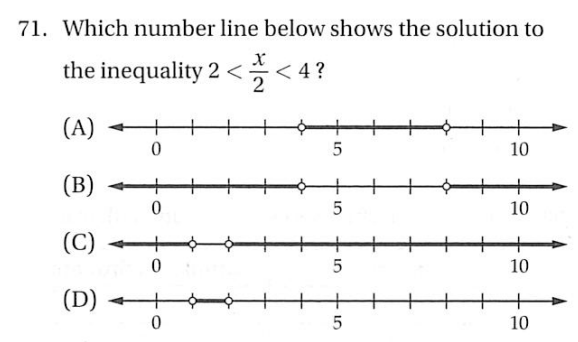 71. Which number line below shows the solution to
the inequality 2 < x/2 < 4 ?
(A)
0 5 10
(B)
0 5 10
(C)
0 5 10
(D)
0 5 10